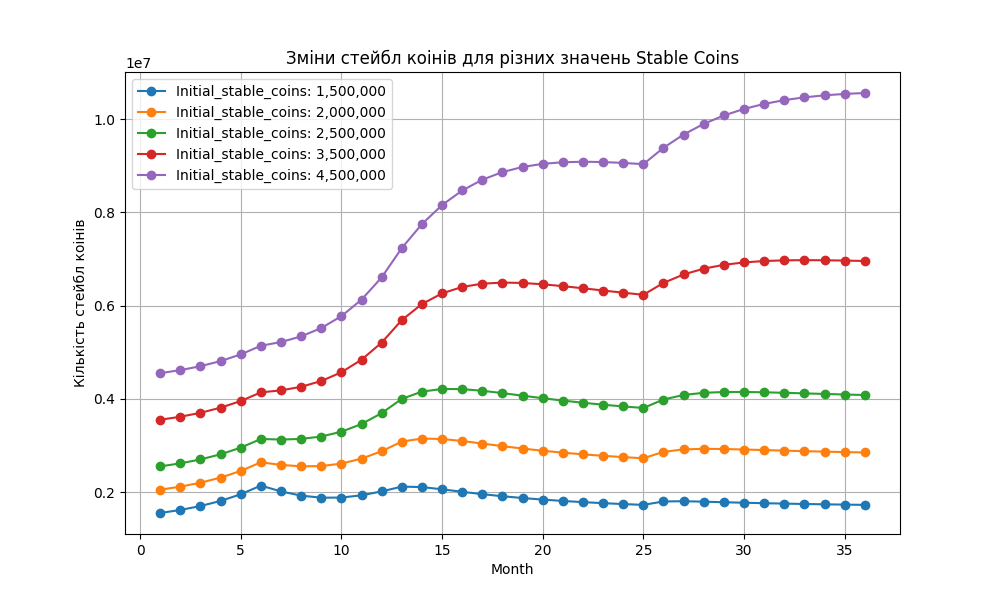 Зміни стейбл коінів для різних значень Stable Coins
1e7
Initial_stable_coins: 1,500,000
Initial_stable_coins: 2,000,000
Initial_stable_coins: 2,500,000
Initial_stable_coins: 3,500,000
Initial_stable_coins: 4,500,000
1.0
0.8
0.6
0.4
0.2
Кількість стейбл коінів
0 5 10 15 20 25 30 35
Month